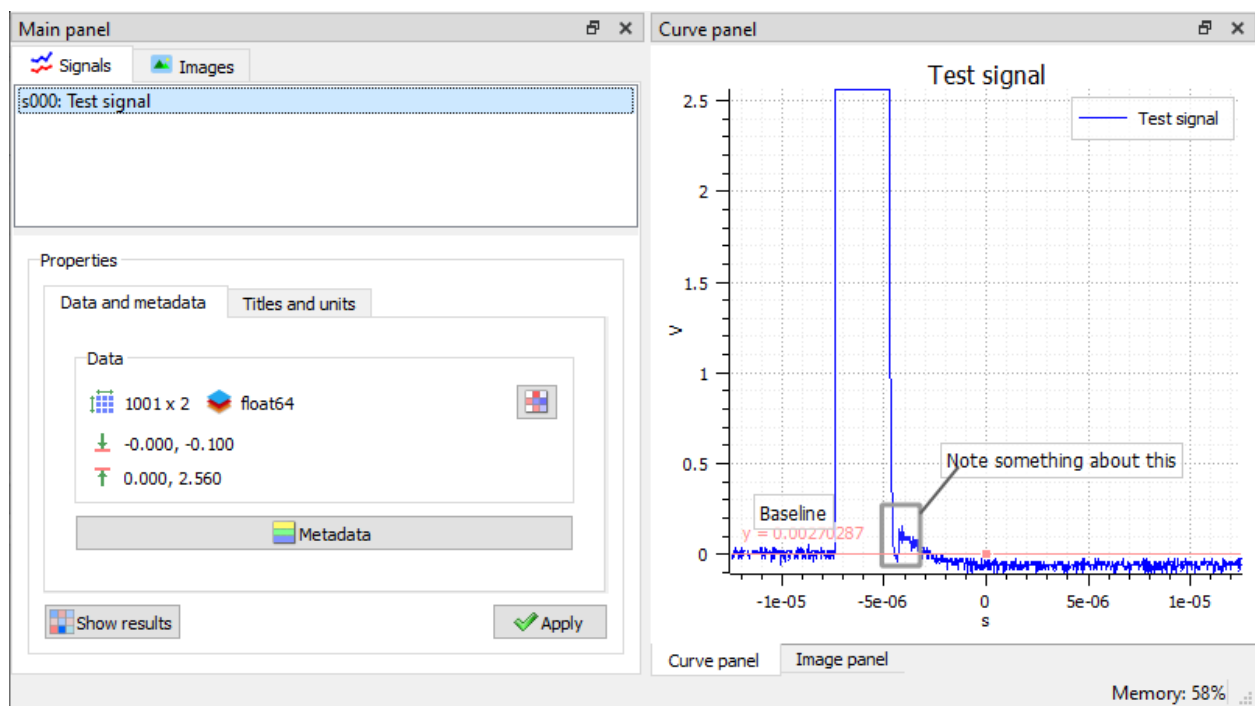 Main panel
Signals
Images
s000: Test signal
Properties
Data and metadata
Titles and units
Data
1001 x 2
float64
-0.000, -0.100
0.000, 2.560
Metadata
Show results
Apply
Curve panel
Test signal
Test signal
2.5
2
1.5
1
0.5
0
V
Note something about this
Baseline
y = 0.00270287
-1e-05
-5e-06
0
5e-06
1e-05
s
Curve panel
Image panel
Memory: 58%